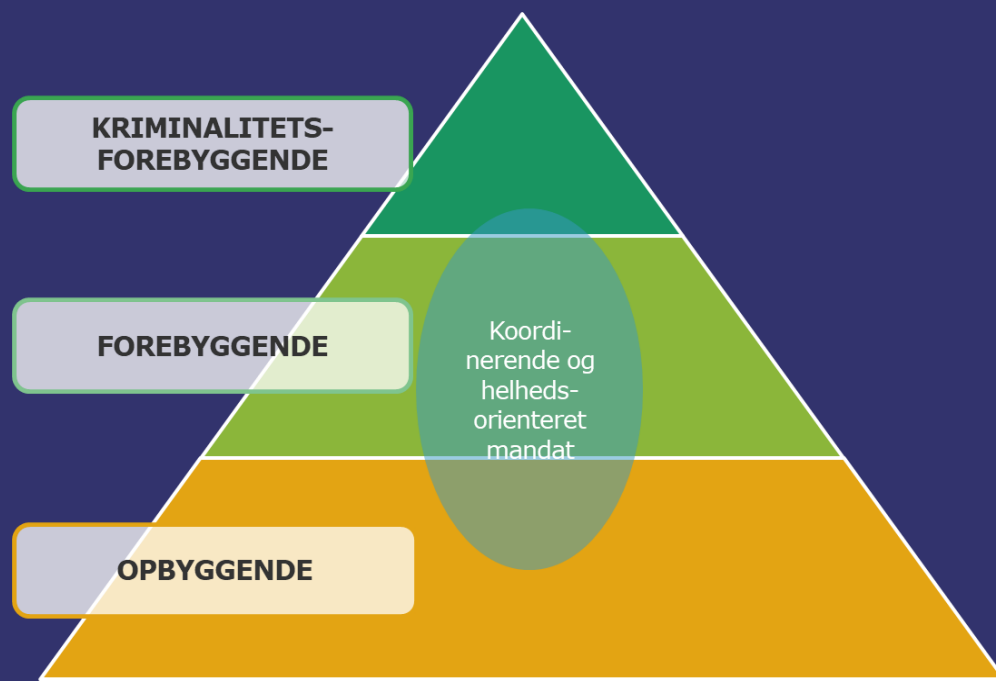 KRIMINALITETS-
FOREBYGGENDE
FOREBYGGENDE
Koordi-
nerende og
helheds-
orienteret
mandat
OPBYGGENDE